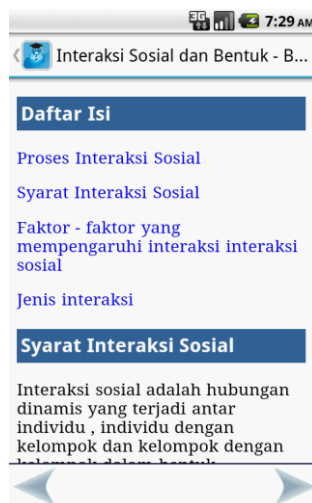 3G 7:29 AM
Interaksi Sosial dan Bentuk - B...
Daftar Isi
Proses Interaksi Sosial
Syarat Interaksi Sosial
Faktor - faktor yang
mempengaruhi interaksi interaksi
sosial
Jenis interaksi
Syarat Interaksi Sosial
Interaksi sosial adalah hubungan
dinamis yang terjadi antar
individu , individu dengan
kelompok dan kelompok dengan